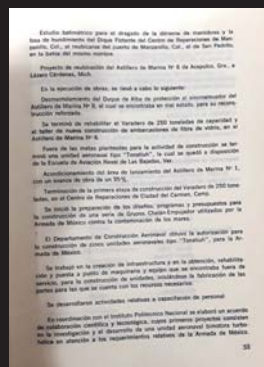 Estudio batimétrico para el dragado de la dársena de maniobras y la
fosa de hundimiento del Dique Flotante del Centro de Reparaciones de Man-
zanillo, Col., al reubicarse del puerto de Manzanillo, Col., al de San Pedrito,
en la bahía del mismo nombre.
Proyecto de reubicación del Astillero de Marina Nº 6 de Acapulco, Gro., a
Lázaro Cárdenas, Mich.
En la ejecución de obras, se llevó a cabo lo siguiente:
Desmantelamiento del Duque de Alba de protección al sincroelevador del
Astillero de Marina Nº 3, el cual se encontraba en mal estado, para su recons-
trucción reforzada.
Se terminó de rehabilitar el Varadero de 250 toneladas de capacidad y
el taller de nueva construcción de embarcaciones de fibra de vidrio, en el
Astillero de Marina Nº 6.
Fuera de las metas planteadas para la actividad de construcción se ter-
minó una unidad aeronaval tipo "Tonatiuh", la cual se quedó a disposición
de la Escuela de Aviación Naval de Las Bajadas, Ver.
Acondicionamiento del área de lanzamiento del Astillero de Marina Nº 1,
con un avance de obra de un 35%.
Terminación de la primera etapa de construcción del Varadero de 250 tone-
ladas, en el Centro de Reparaciones de Ciudad del Carmen, Camp.
Se inició la preparación de los diseños, programas y presupuestos para
la construcción de una serie de Grupos Chalán-Empujador utilizados por la
Armada de México contra la contaminación de los mares.
El Departamento de Construcción Aeronaval obtuvo la autorización para
la construcción de cinco unidades aeronavales tipo "Tonatiuh", para la Ar-
mada de México.
Se trabajó en la creación de infraestructura y en la obtención, rehabilita-
ción y puesta a punto de maquinaria y equipo que se encontraba fuera de
servicio, para la construcción de unidades, iniciándose la fabricación de las
partes para las que se cuenta con los recursos necesarios.
Se desarrollaron actividades relativas a capacitación de personal.
En coordinación con el Instituto Politécnico Nacional se elaboró un acuerdo
de colaboración científica y tecnológica, cuyos primeros proyectos consisten
en la investigación y el desarrollo de una unidad aeronaval bimotora turbo-
hélice en atención a los requerimientos relativos de la Armada de México.
53